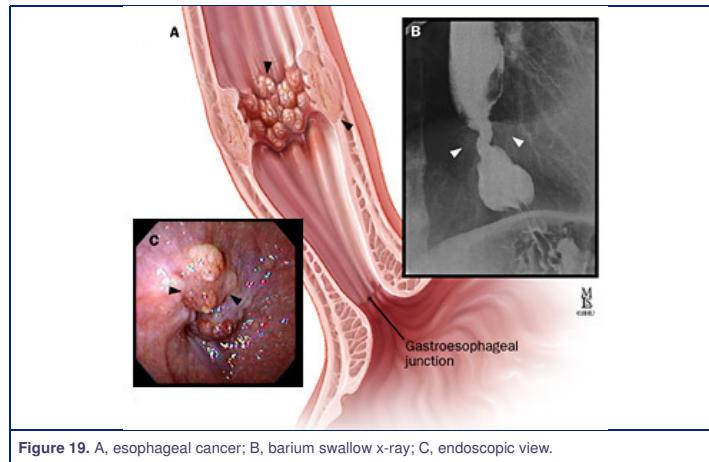 A
B
C
Gastroesophageal
junction
Figure 19. A, esophageal cancer; B, barium swallow x-ray; C, endoscopic view.